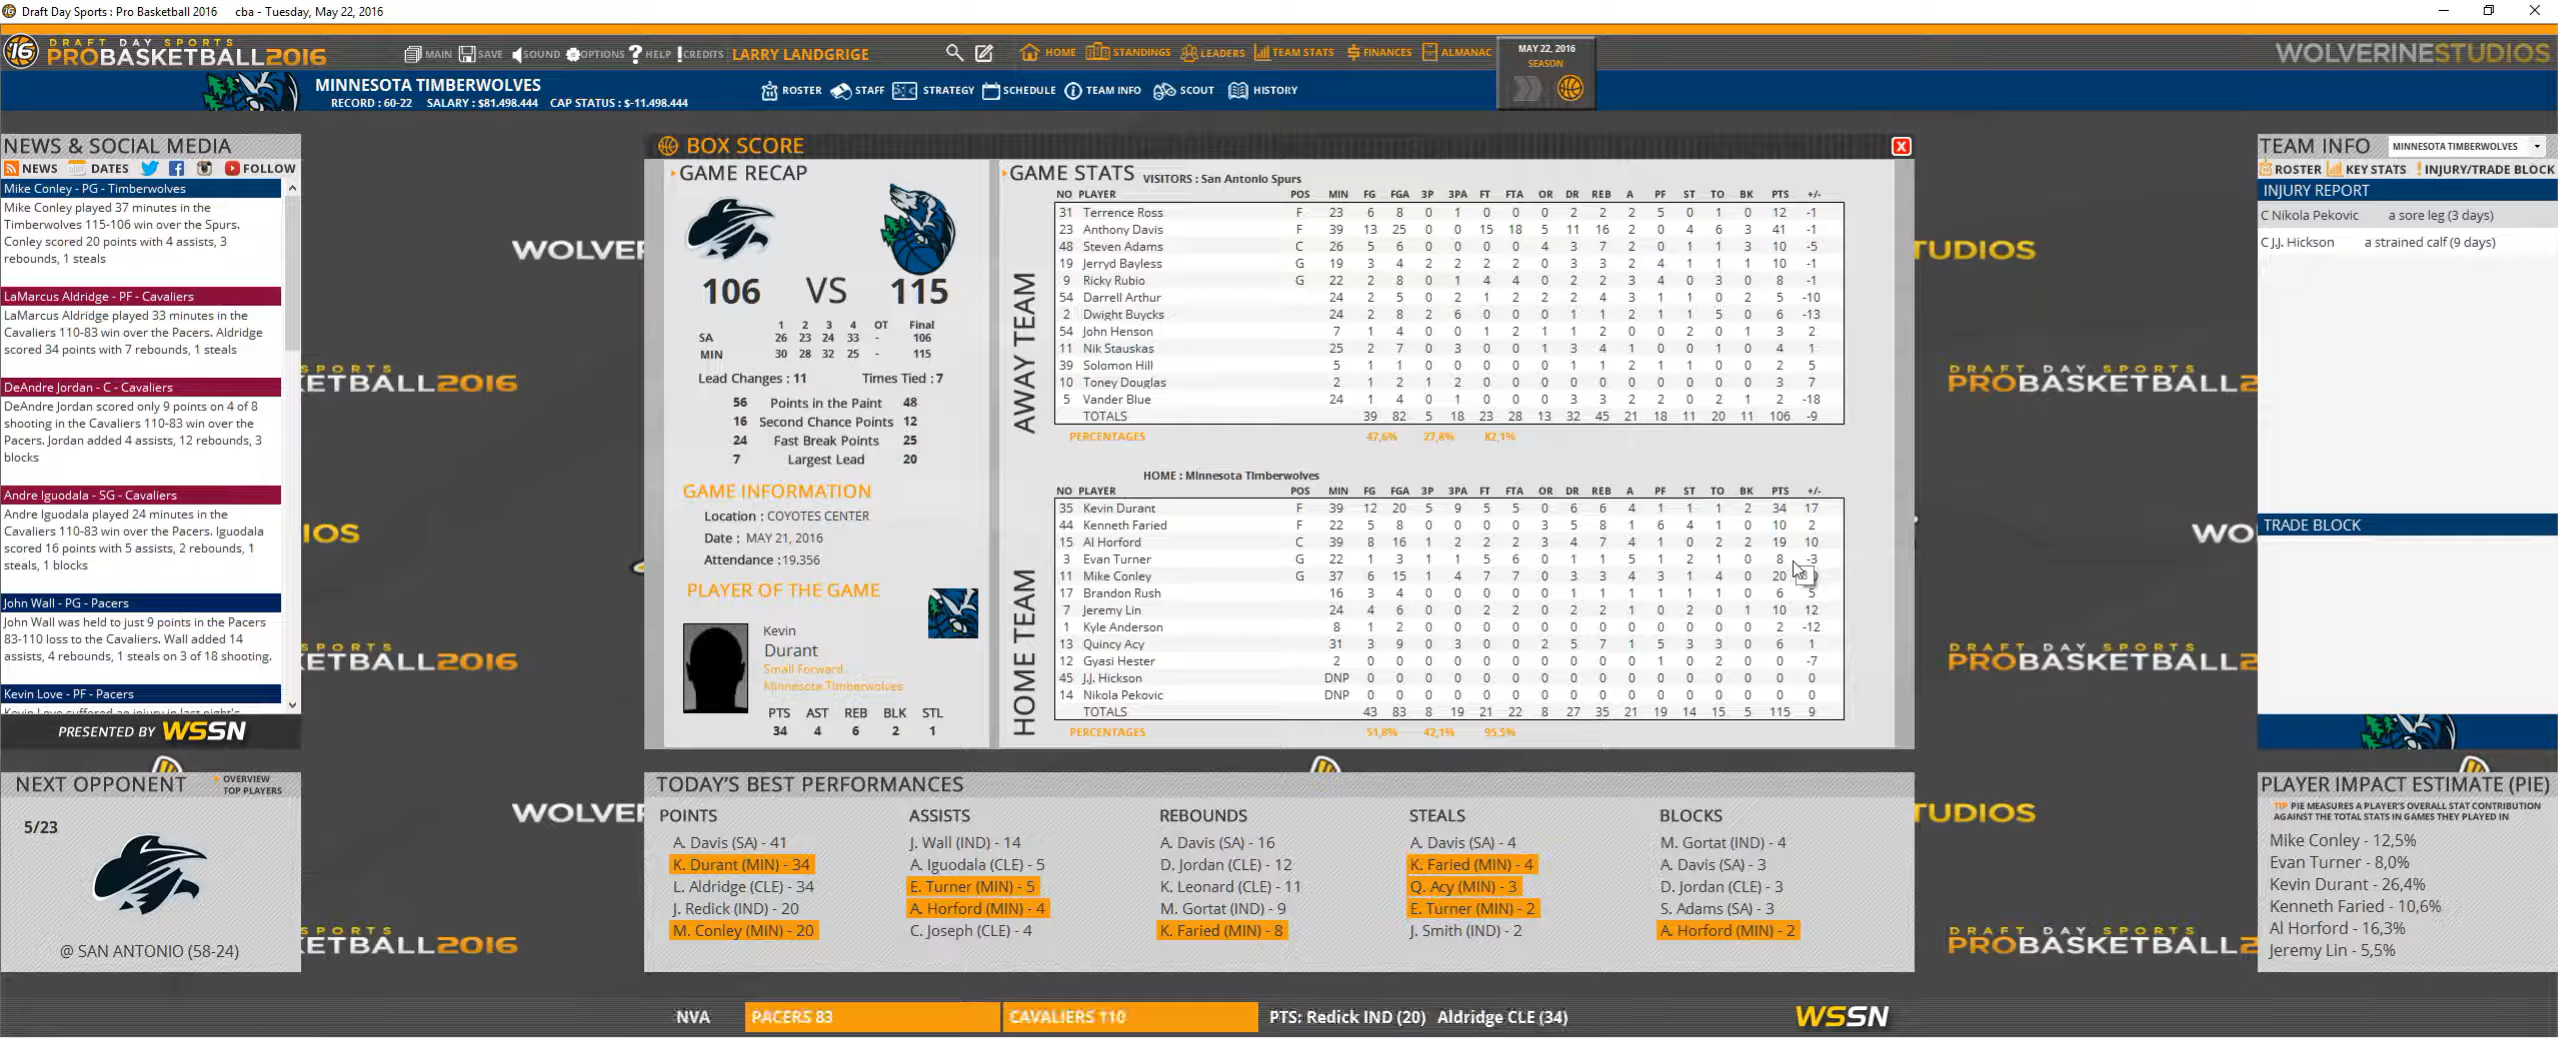 Draft Day Sports : Pro Basketball 2016 cba - Tuesday, May 22, 2016
DRAFT DAY SPORTS
PROBASKETBALL2016
MAIN SAVE SOUND OPTIONS HELP CREDITS LARRY LANDGRIGE
HOME STANDINGS LEADERS TEAM STATS FINANCES ALMANAC
MAY 22, 2016
SEASON
WOLVERINESTUDIOS
MINNESOTA TIMBERWOLVES
RECORD : 60-22 SALARY : $81.498.444 CAP STATUS : $-11.498.444
ROSTER STAFF STRATEGY SCHEDULE TEAM INFO SCOUT HISTORY
NEWS & SOCIAL MEDIA
NEWS DATES FOLLOW
Mike Conley - PG - Timberwolves
Mike Conley played 37 minutes in the
Timberwolves 115-106 win over the Spurs.
Conley scored 20 points with 4 assists, 3
rebounds, 1 steals
LaMarcus Aldridge - PF - Cavaliers
LaMarcus Aldridge played 33 minutes in the
Cavaliers 110-83 win over the Pacers. Aldridge
scored 34 points with 7 rebounds, 1 steals
DeAndre Jordan - C - Cavaliers
DeAndre Jordan scored only 9 points on 4 of 8
shooting in the Cavaliers 110-83 win over the
Pacers. Jordan added 4 assists, 12 rebounds, 3
blocks
Andre Iguodala - SG - Cavaliers
Andre Iguodala played 24 minutes in the
Cavaliers 110-83 win over the Pacers. Iguodala
scored 16 points with 5 assists, 2 rebounds, 1
steals, 1 blocks
John Wall - PG - Pacers
John Wall was held to just 9 points in the Pacers
83-110 loss to the Cavaliers. Wall added 14
assists, 4 rebounds, 1 steals on 3 of 18 shooting.
Kevin Love - PF - Pacers
Kevin Love suffered an injury in last night's
PRESENTED BY WSSN
NEXT OPPONENT
OVERVIEW
TOP PLAYERS
5/23
@ SAN ANTONIO (58-24)
BOX SCORE
GAME RECAP
106 VS 115
1 2 3 4 OT Final
SA 26 23 24 33 - 106
MIN 30 28 32 25 - 115
Lead Changes : 11 Times Tied : 7
56 Points in the Paint 48
16 Second Chance Points 12
24 Fast Break Points 25
7 Largest Lead 20
GAME INFORMATION
Location : COYOTES CENTER
Date : MAY 21, 2016
Attendance :19.356
PLAYER OF THE GAME
Kevin
Durant
Small Forward
Minnesota Timberwolves
PTS AST REB BLK STL
34 4 6 2 1
GAME STATS VISITORS : San Antonio Spurs
AWAY TEAM
NO PLAYER POS MIN FG FGA 3P 3PA FT FTA OR DR REB A PF ST TO BK PTS +/-
31 Terrence Ross F 23 6 8 0 1 0 0 0 2 2 2 5 0 1 0 12 -1
23 Anthony Davis F 39 13 25 0 0 15 18 5 11 16 2 0 4 6 3 41 -1
48 Steven Adams C 26 5 6 0 0 0 0 4 3 7 2 0 1 1 3 10 -5
19 Jerryd Bayless G 19 3 4 2 2 2 2 0 3 3 2 4 1 1 1 10 -1
9 Ricky Rubio G 22 2 8 0 1 4 4 0 2 2 3 4 0 3 0 8 -1
54 Darrell Arthur 24 2 5 0 2 1 2 2 2 4 3 1 1 0 2 5 -10
2 Dwight Buycks 24 2 8 2 6 0 0 0 1 1 2 1 1 5 0 6 -13
54 John Henson 7 1 4 0 0 1 2 1 1 2 0 0 2 0 1 3 2
11 Nik Stauskas 25 2 7 0 3 0 0 1 3 4 1 0 0 1 0 4 1
39 Solomon Hill 5 1 1 0 0 0 0 0 1 1 2 1 1 0 0 2 5
10 Toney Douglas 2 1 2 1 2 0 0 0 0 0 0 0 0 0 0 3 7
5 Vander Blue 24 1 4 0 1 0 0 0 3 3 2 2 0 2 1 2 -18
TOTALS 39 82 5 18 23 28 13 32 45 21 18 11 20 11 106 -9
PERCENTAGES 47,6% 27,8% 82,1%
HOME : Minnesota Timberwolves
HOME TEAM
NO PLAYER POS MIN FG FGA 3P 3PA FT FTA OR DR REB A PF ST TO BK PTS +/-
35 Kevin Durant F 39 12 20 5 9 5 5 0 6 6 4 1 1 1 2 34 17
44 Kenneth Faried F 22 5 8 0 0 0 0 3 5 8 1 6 4 1 0 10 2
15 Al Horford C 39 8 16 1 2 2 2 3 4 7 4 1 0 2 2 19 10
3 Evan Turner G 22 1 3 1 1 5 6 0 1 1 5 1 2 1 0 8 -3
11 Mike Conley G 37 6 15 1 4 7 7 0 3 3 4 3 1 4 0 20
17 Brandon Rush 16 3 4 0 0 0 0 0 1 1 1 1 1 1 0 6 5
7 Jeremy Lin 24 4 6 0 0 2 2 0 2 2 1 0 2 0 1 10 12
1 Kyle Anderson 8 1 2 0 0 0 0 0 0 0 0 0 0 0 0 2 -12
13 Quincy Acy 31 3 9 0 3 0 0 2 5 7 1 5 3 3 0 6 1
12 Gyasi Hester 2 0 0 0 0 0 0 0 0 0 0 1 0 2 0 0 -7
45 J.J. Hickson DNP 0 0 0 0 0 0 0 0 0 0 0 0 0 0 0 0
14 Nikola Pekovic DNP 0 0 0 0 0 0 0 0 0 0 0 0 0 0 0 0
TOTALS 43 83 8 19 21 22 8 27 35 21 19 14 15 5 115 9
PERCENTAGES 51,8% 42,1% 95,5%
TODAY'S BEST PERFORMANCES
POINTS ASSISTS REBOUNDS STEALS BLOCKS
A. Davis (SA) - 41 J. Wall (IND) - 14 A. Davis (SA) - 16 A. Davis (SA) - 4 M. Gortat (IND) - 4
K. Durant (MIN) - 34 A. Iguodala (CLE) - 5 D. Jordan (CLE) - 12 K. Faried (MIN) - 4 A. Davis (SA) - 3
L. Aldridge (CLE) - 34 E. Turner (MIN) - 5 K. Leonard (CLE) - 11 Q. Acy (MIN) - 3 D. Jordan (CLE) - 3
J. Redick (IND) - 20 A. Horford (MIN) - 4 M. Gortat (IND) - 9 E. Turner (MIN) - 2 S. Adams (SA) - 3
M. Conley (MIN) - 20 C. Joseph (CLE) - 4 K. Faried (MIN) - 8 J. Smith (IND) - 2 A. Horford (MIN) - 2
TEAM INFO MINNESOTA TIMBERWOLVES
ROSTER KEY STATS INJURY/TRADE BLOCK
INJURY REPORT
C Nikola Pekovic a sore leg (3 days)
C J.J. Hickson a strained calf (9 days)
TRADE BLOCK
PLAYER IMPACT ESTIMATE (PIE)
TIP PIE MEASURES A PLAYER'S OVERALL STAT CONTRIBUTION
AGAINST THE TOTAL STATS IN GAMES THEY PLAYED IN
Mike Conley - 12,5%
Evan Turner - 8,0%
Kevin Durant - 26,4%
Kenneth Faried - 10,6%
Al Horford - 16,3%
Jeremy Lin - 5,5%
NVA PACERS 83 CAVALIERS 110 PTS: Redick IND (20) Aldridge CLE (34) WSSN